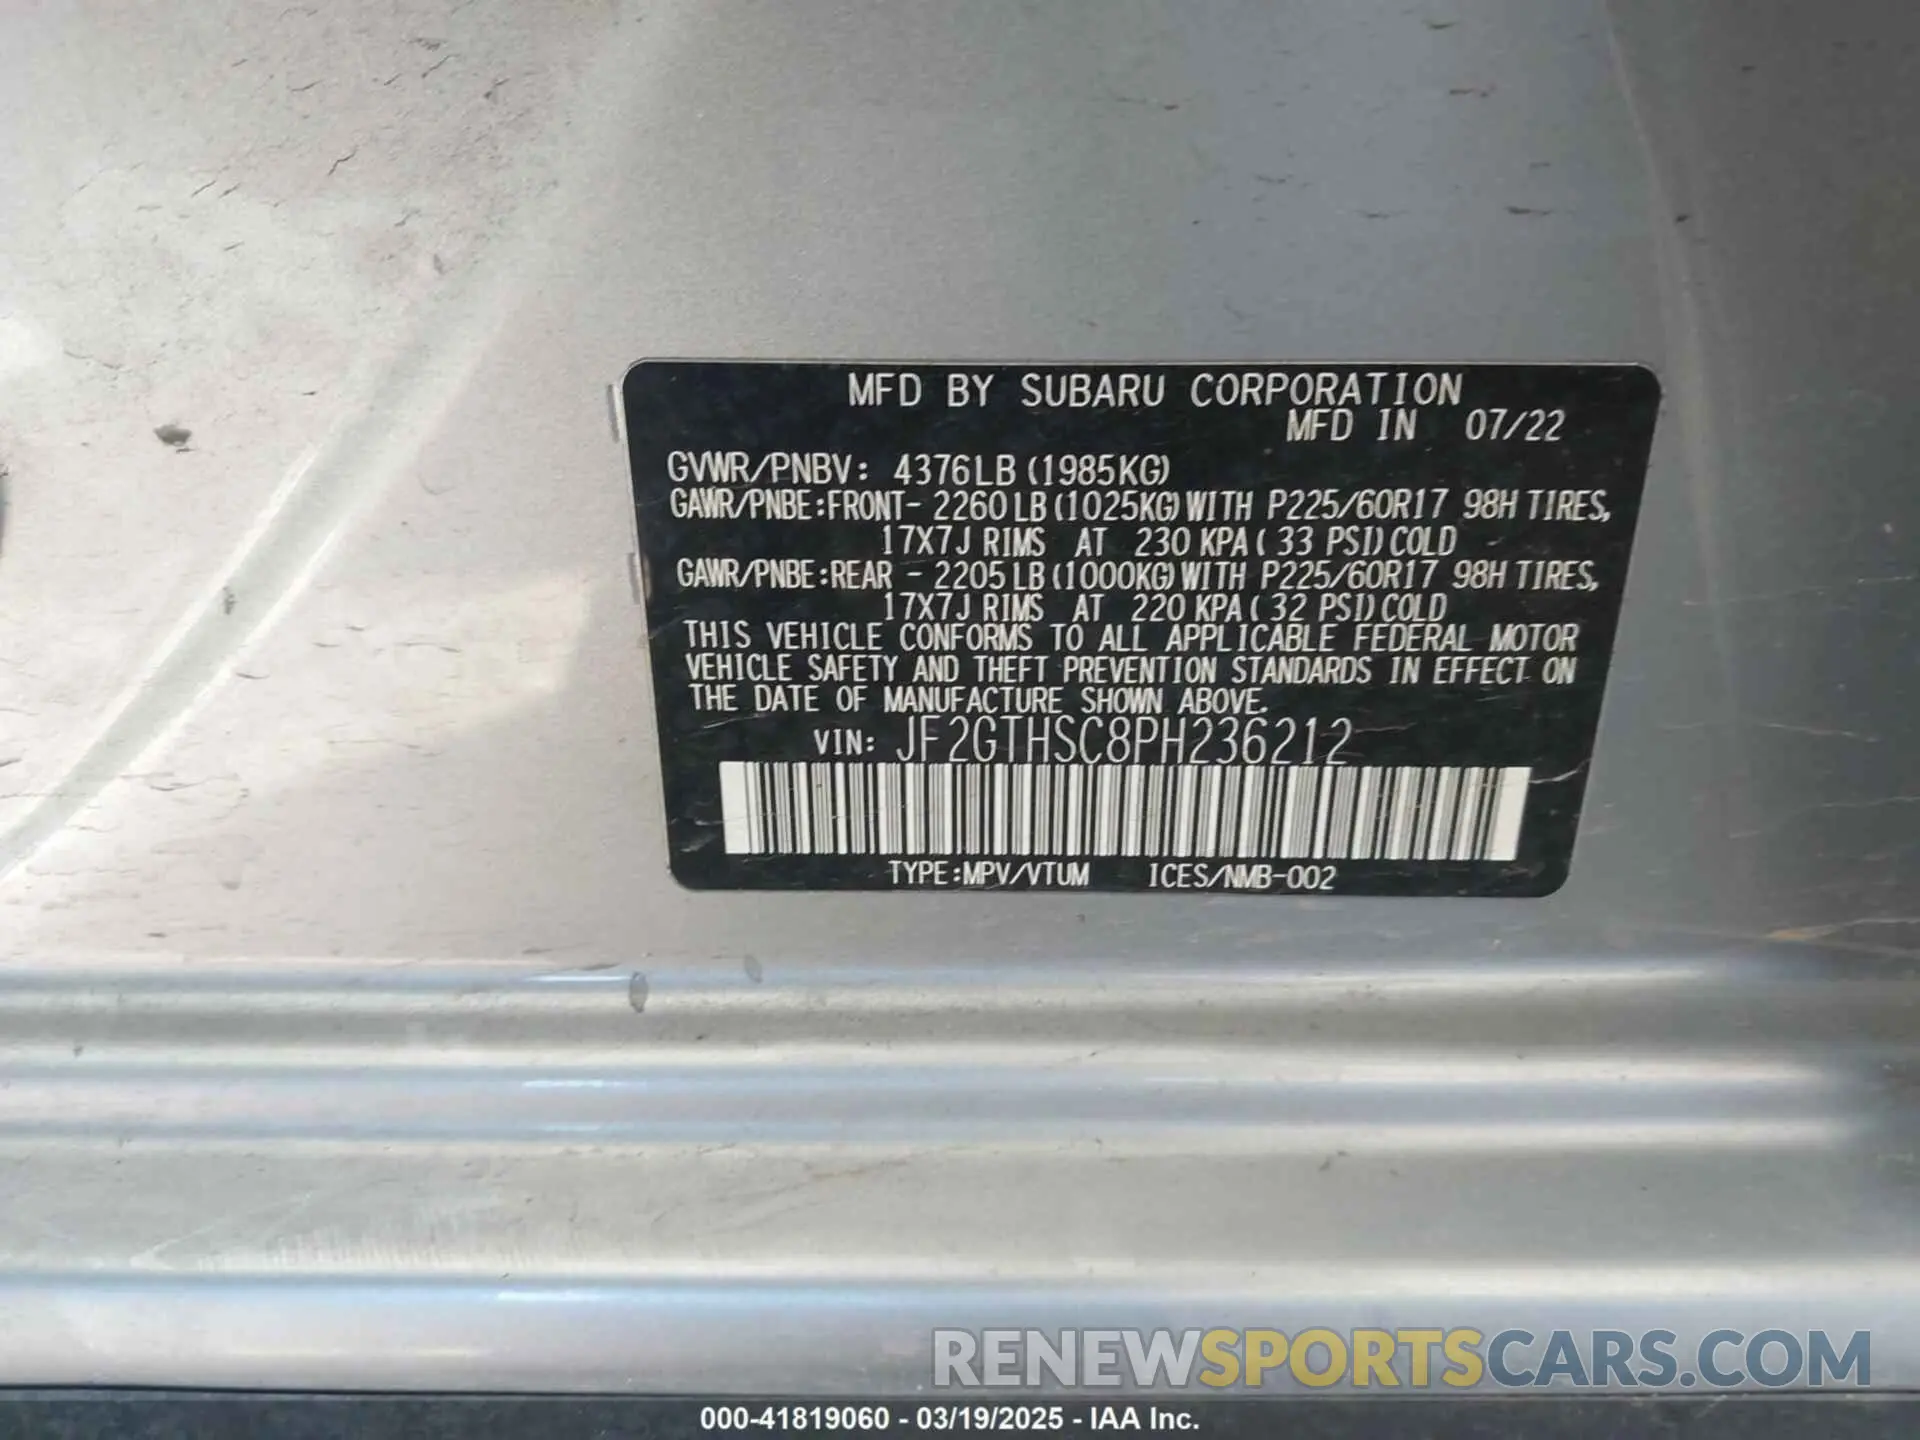 MFD BY SUBARU CORPORATION
MFD IN 07/22
GVWR/PNBV: 4376LB (1985KG)
GAWR/PNBE:FRONT- 2260LB (1025KG) WITH P225/60R17 98H TIRES,
17X7J RIMS AT 230 KPA ( 33 PSI) COLD
GAWR/PNBE:REAR - 2205LB (1000KG) WITH P225/60R17 98H TIRES,
17X7J RIMS AT 220 KPA ( 32 PSI) COLD
THIS VEHICLE CONFORMS TO ALL APPLICABLE FEDERAL MOTOR
VEHICLE SAFETY AND THEFT PREVENTION STANDARDS IN EFFECT ON
THE DATE OF MANUFACTURE SHOWN ABOVE.
VIN: JF2GTHSC8PH236212
TYPE:MPV/VTUM ICES/NMB-002
RENEWSPORTSCARS.COM
000-41819060 - 03/19/2025 - IAA Inc.